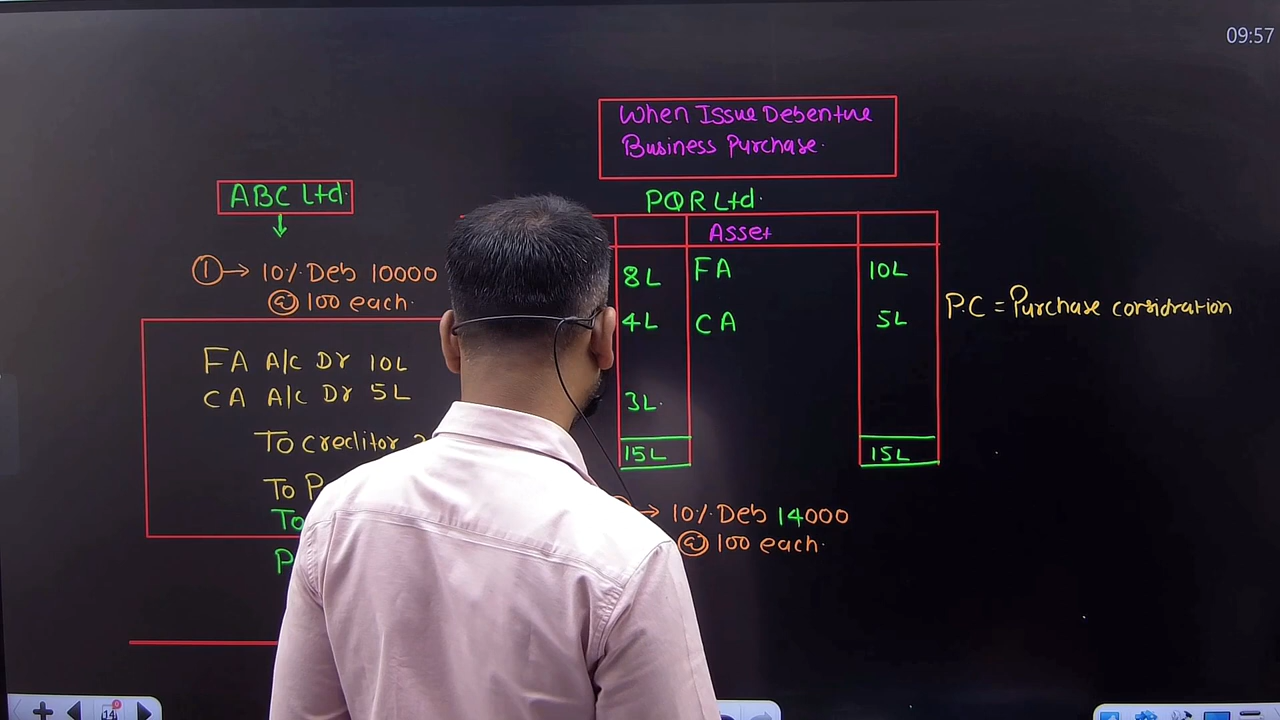 09:57
When Issue Debenture
Business Purchase.
ABC Ltd.
① → 10% Deb 10000
@ 100 each.
FA A/c Dr 10L
CA A/c Dr 5L
To creditor
To
To
PQR Ltd.
Asset
8L FA 10L
4L CA 5L
3L.
15L 15L
P.C = Purchase considration
→ 10% Deb 14000
@ 100 each.
14